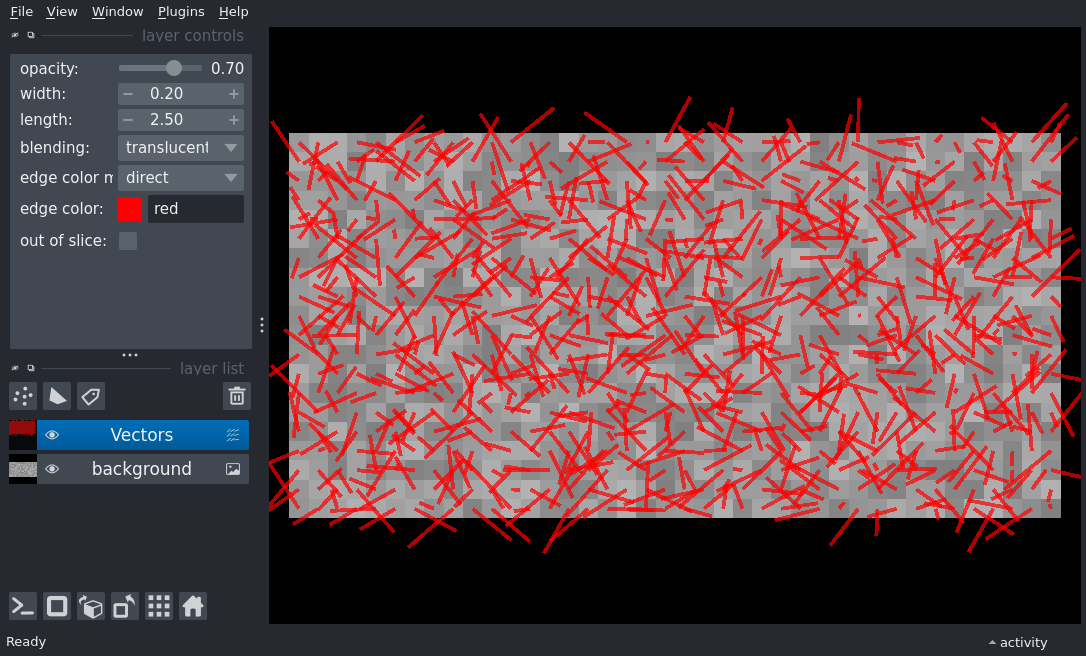 File View Window Plugins Help
layer controls
opacity: 0.70
width: − 0.20 +
length: − 2.50 +
blending: translucent
edge color m direct
edge color: red
out of slice:
layer list
Vectors
background
Ready
activity